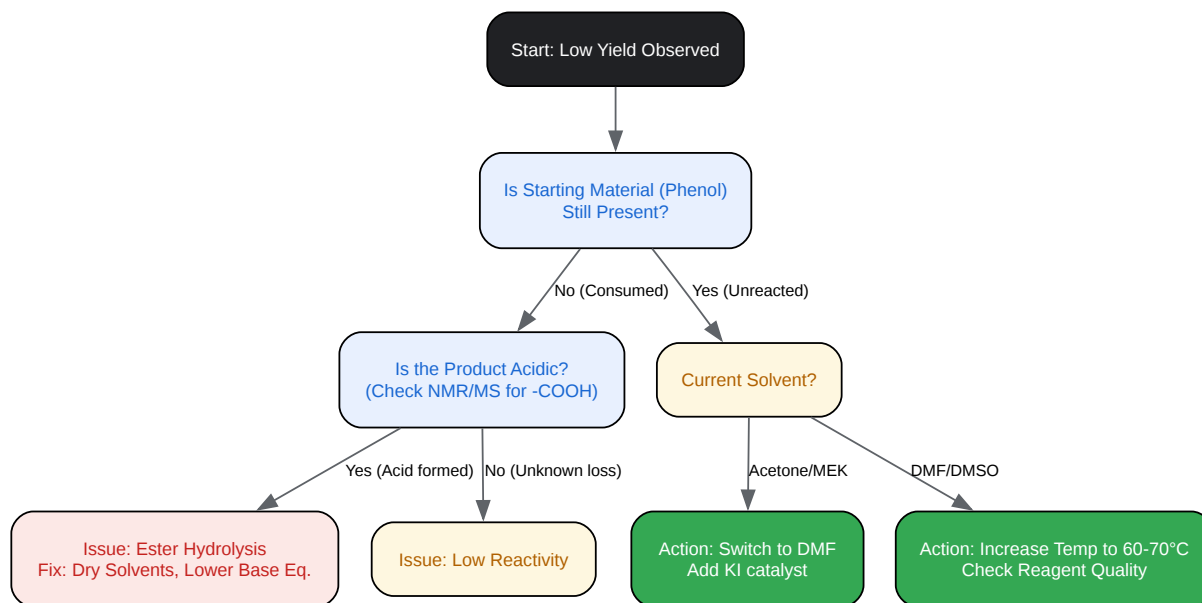 Start: Low Yield Observed
Is Starting Material (Phenol)
Still Present?
No (Consumed)
Yes (Unreacted)
Is the Product Acidic?
(Check NMR/MS for -COOH)
Current Solvent?
Yes (Acid formed)
No (Unknown loss)
Acetone/MEK
DMF/DMSO
Issue: Ester Hydrolysis
Fix: Dry Solvents, Lower Base Eq.
Issue: Low Reactivity
Action: Switch to DMF
Add KI catalyst
Action: Increase Temp to 60-70°C
Check Reagent Quality